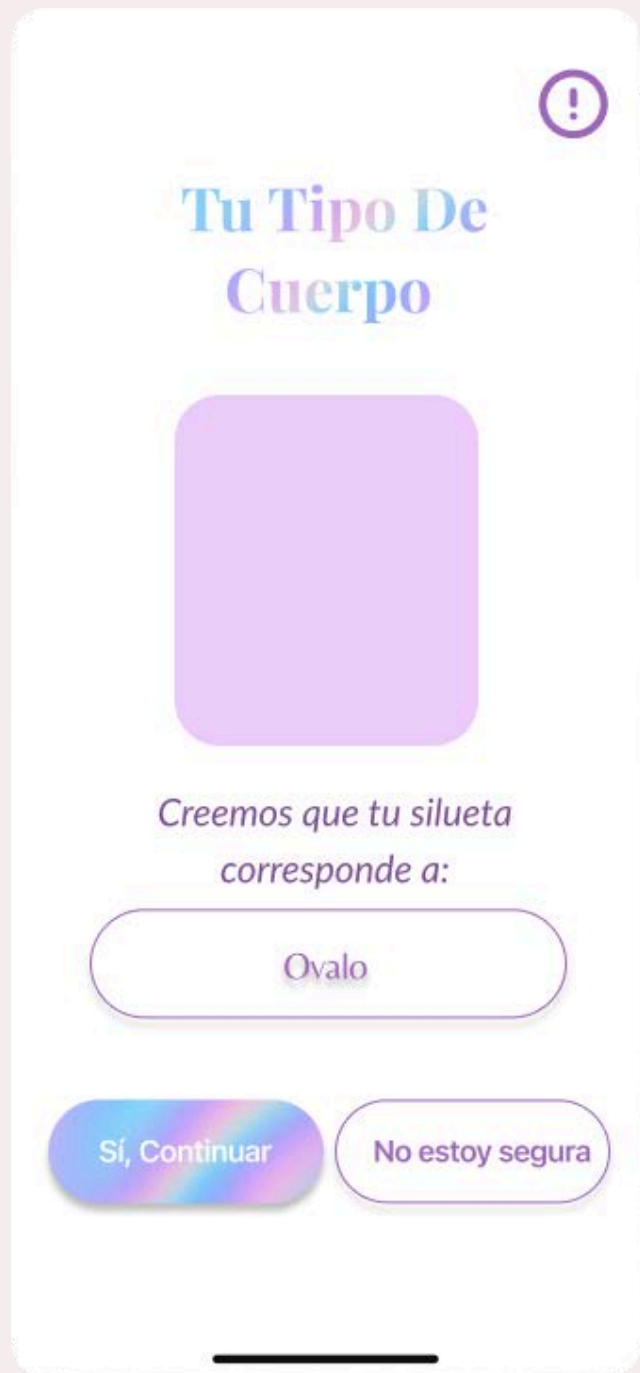 Tu Tipo De
Cuerpo
Creemos que tu silueta
corresponde a:
Ovalo
Sí, Continuar
No estoy segura